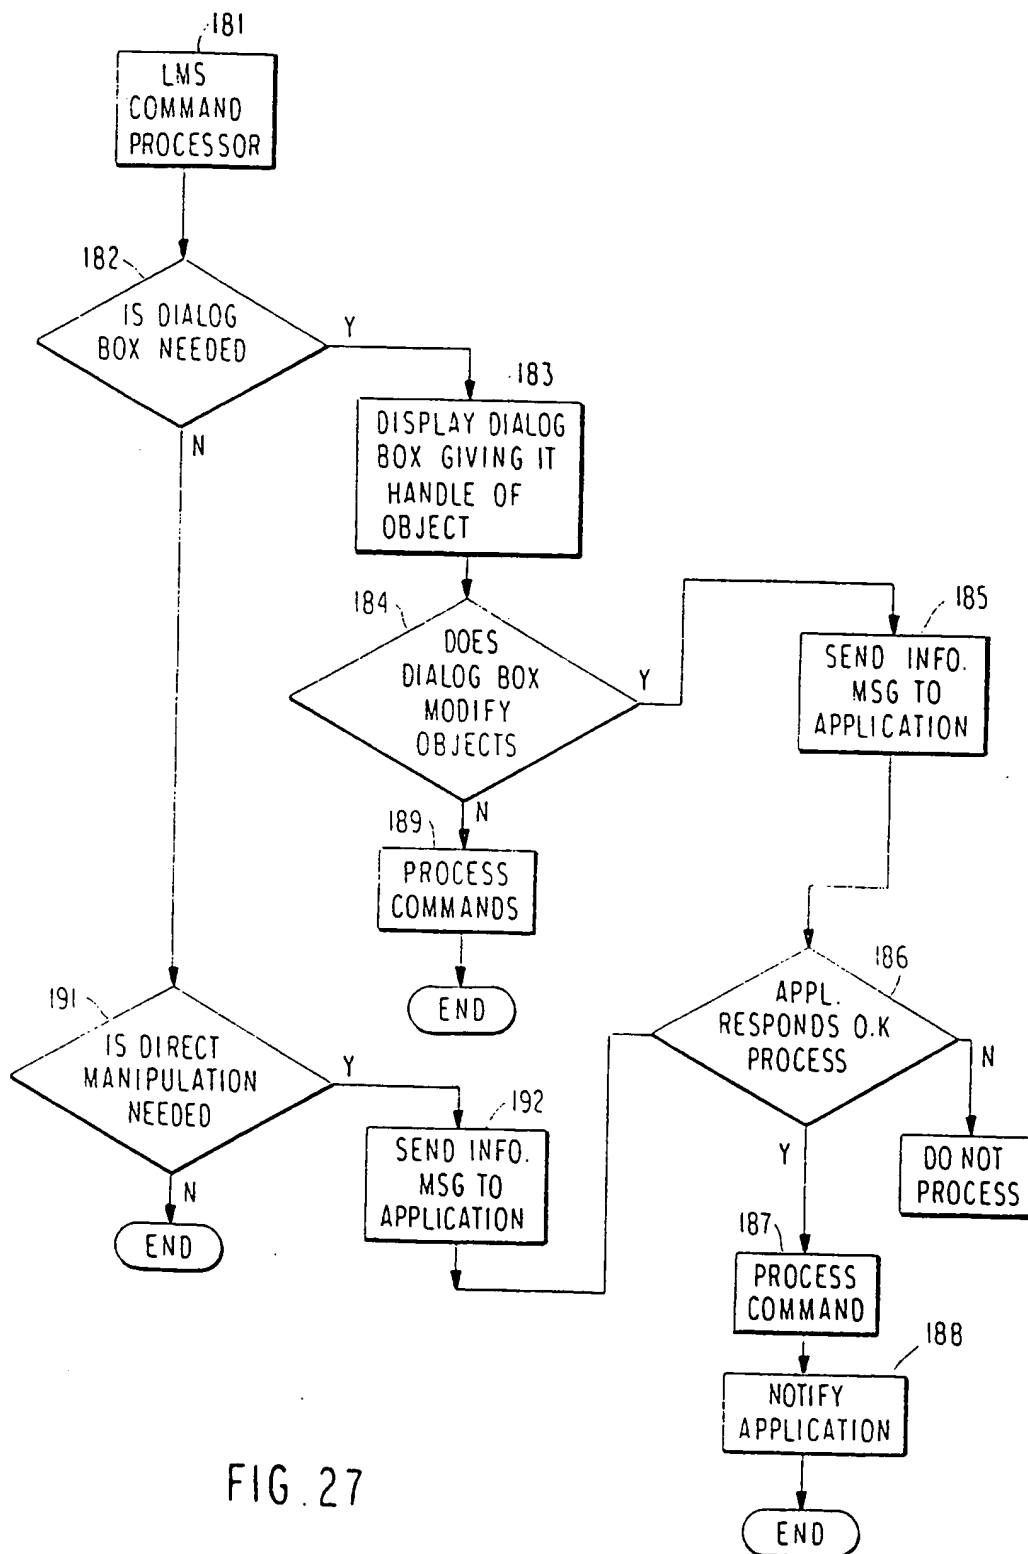 181
LMS
COMMAND
PROCESSOR
182
IS DIALOG
BOX NEEDED
Y
N
183
DISPLAY DIALOG
BOX GIVING IT
HANDLE OF
OBJECT
184
DOES
DIALOG BOX
MODIFY
OBJECTS
Y
N
185
SEND INFO.
MSG TO
APPLICATION
189
PROCESS
COMMANDS
END
186
APPL.
RESPONDS O.K
PROCESS
N
Y
DO NOT
PROCESS
191
IS DIRECT
MANIPULATION
NEEDED
Y
N
END
192
SEND INFO.
MSG TO
APPLICATION
187
PROCESS
COMMAND
188
NOTIFY
APPLICATION
END
FIG. 27